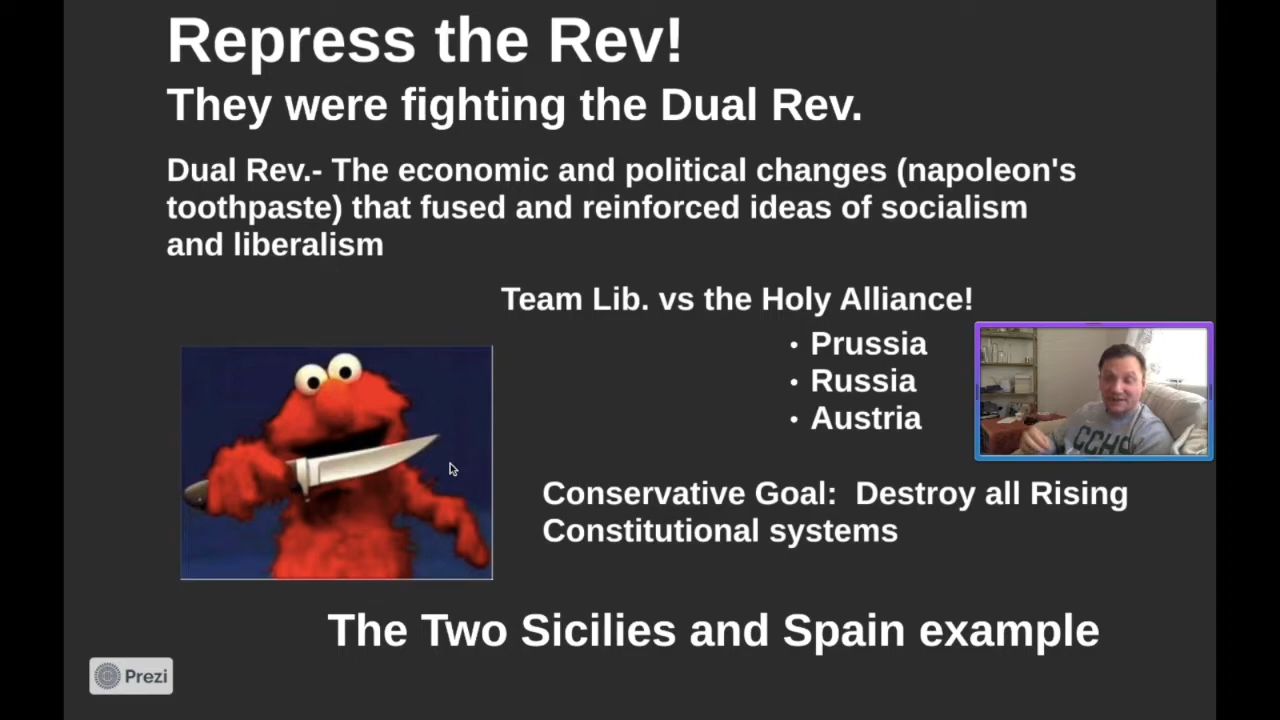 Repress the Rev!
They were fighting the Dual Rev.
Dual Rev.- The economic and political changes (napoleon's
toothpaste) that fused and reinforced ideas of socialism
and liberalism
Team Lib. vs the Holy Alliance!
• Prussia
• Russia
• Austria
CCHS
Conservative Goal:  Destroy all Rising
Constitutional systems
The Two Sicilies and Spain example
Prezi